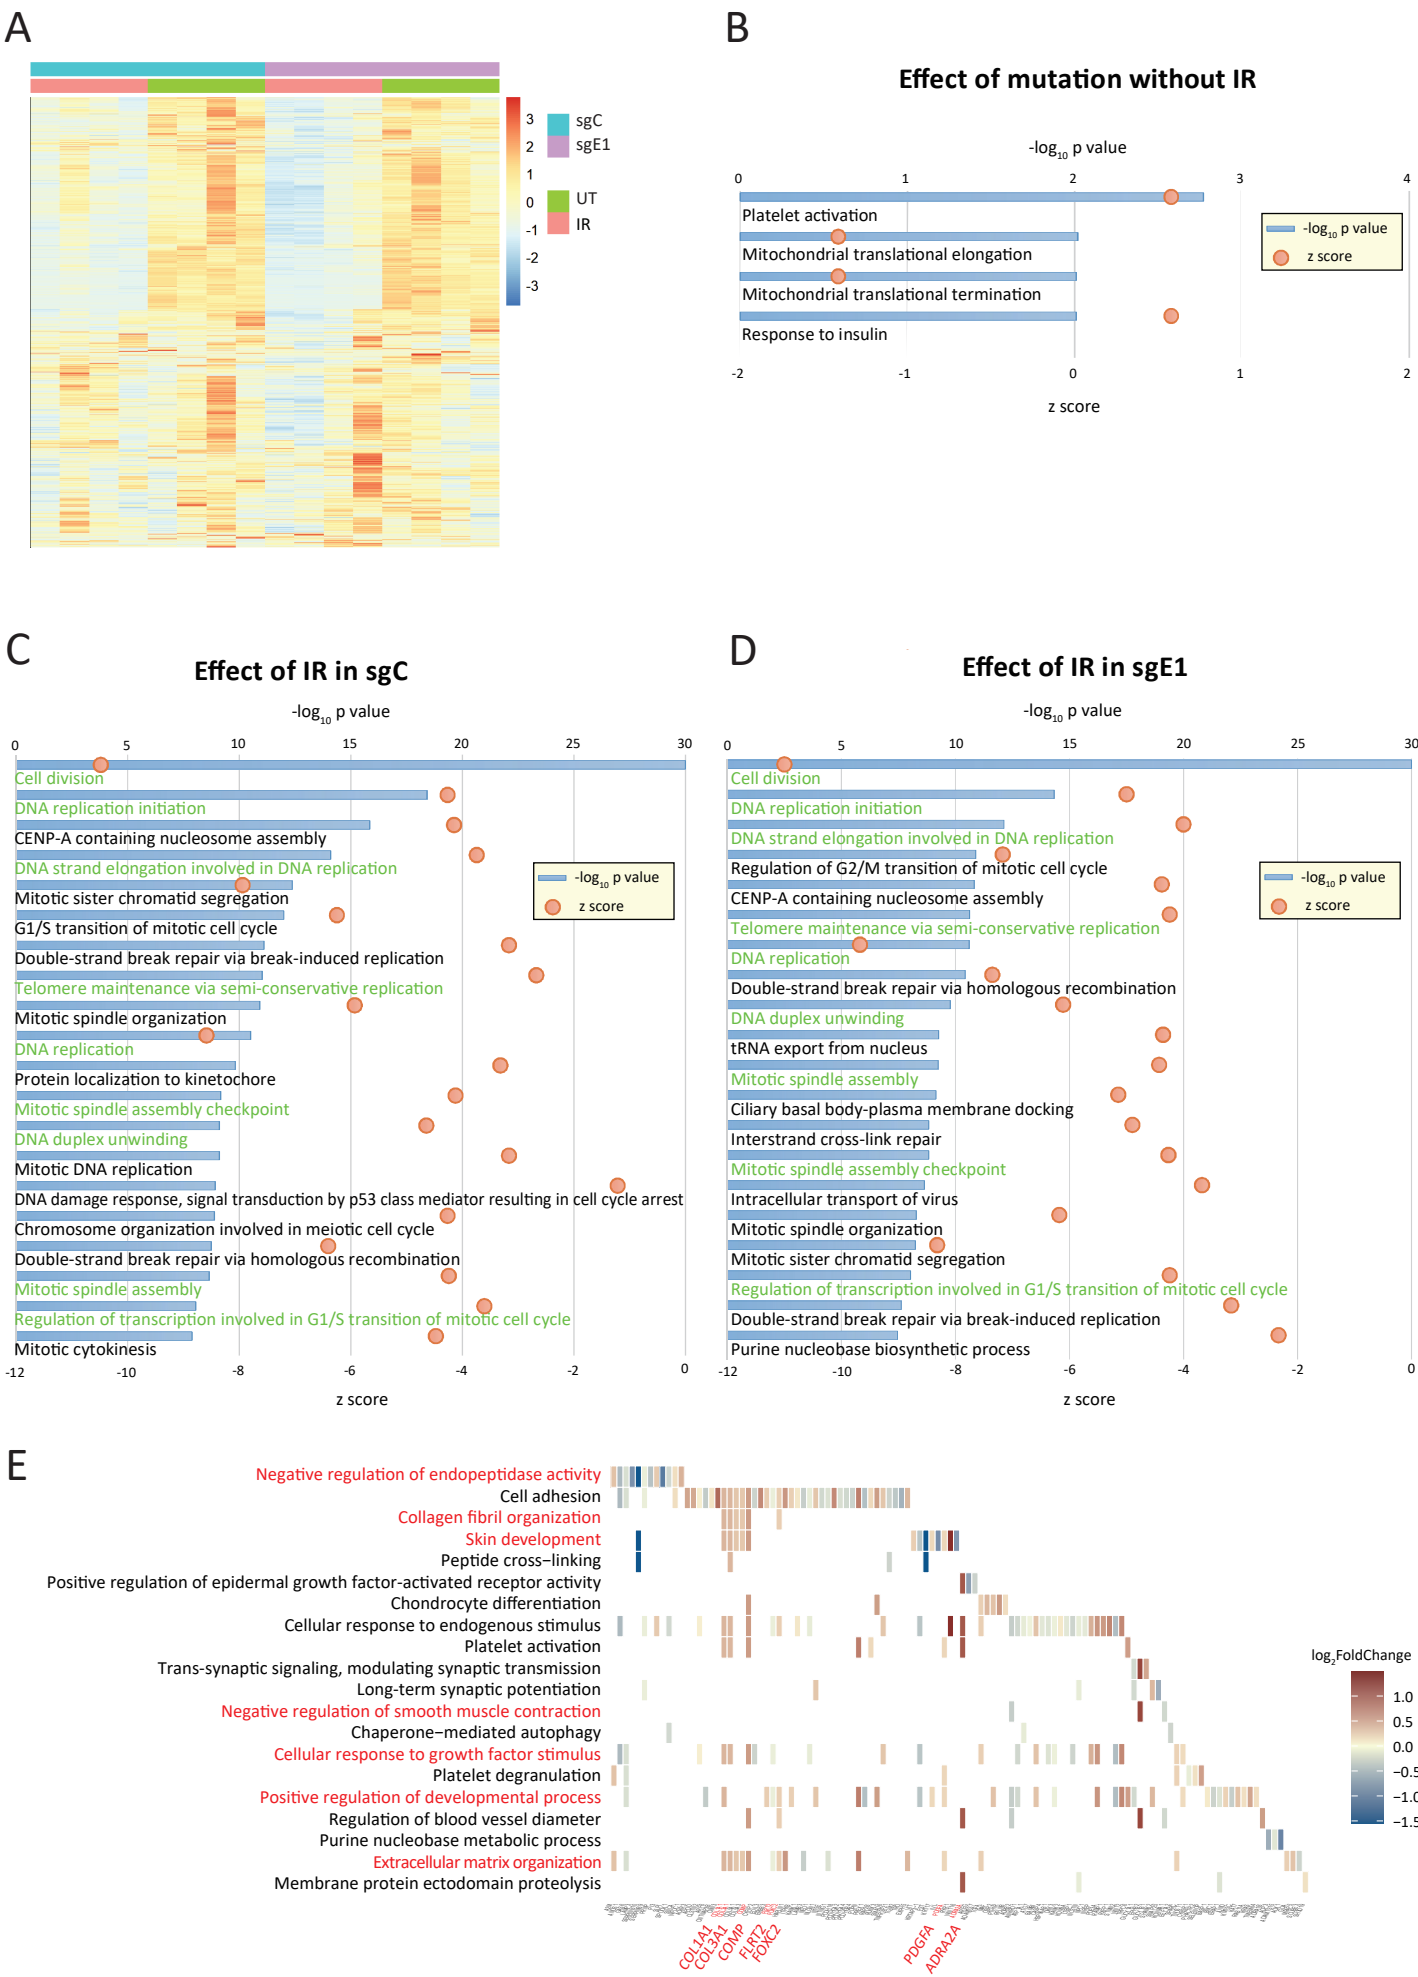 A
3
2
1
0
-1
-2
-3
sgC
sgE1
UT
IR
B
Effect of mutation without IR
-log10 p value
0 1 2 3 4
Platelet activation
Mitochondrial translational elongation
Mitochondrial translational termination
Response to insulin
-log10 p value
z score
-2 -1 0 1 2
z score
C
Effect of IR in sgC
-log10 p value
0 5 10 15 20 25 30
Cell division
DNA replication initiation
CENP-A containing nucleosome assembly
DNA strand elongation involved in DNA replication
Mitotic sister chromatid segregation
G1/S transition of mitotic cell cycle
Double-strand break repair via break-induced replication
Telomere maintenance via semi-conservative replication
Mitotic spindle organization
DNA replication
Protein localization to kinetochore
Mitotic spindle assembly checkpoint
DNA duplex unwinding
Mitotic DNA replication
DNA damage response, signal transduction by p53 class mediator resulting in cell cycle arrest
Chromosome organization involved in meiotic cell cycle
Double-strand break repair via homologous recombination
Mitotic spindle assembly
Regulation of transcription involved in G1/S transition of mitotic cell cycle
Mitotic cytokinesis
-log10 p value
z score
-12 -10 -8 -6 -4 -2 0
z score
D
Effect of IR in sgE1
-log10 p value
0 5 10 15 20 25 30
Cell division
DNA replication initiation
DNA strand elongation involved in DNA replication
Regulation of G2/M transition of mitotic cell cycle
CENP-A containing nucleosome assembly
Telomere maintenance via semi-conservative replication
DNA replication
Double-strand break repair via homologous recombination
DNA duplex unwinding
tRNA export from nucleus
Mitotic spindle assembly
Ciliary basal body-plasma membrane docking
Interstrand cross-link repair
Mitotic spindle assembly checkpoint
Intracellular transport of virus
Mitotic spindle organization
Mitotic sister chromatid segregation
Regulation of transcription involved in G1/S transition of mitotic cell cycle
Double-strand break repair via break-induced replication
Purine nucleobase biosynthetic process
-log10 p value
z score
-12 -10 -8 -6 -4 -2 0
z score
E
Negative regulation of endopeptidase activity
Cell adhesion
Collagen fibril organization
Skin development
Peptide cross−linking
Positive regulation of epidermal growth factor-activated receptor activity
Chondrocyte differentiation
Cellular response to endogenous stimulus
Platelet activation
Trans-synaptic signaling, modulating synaptic transmission
Long-term synaptic potentiation
Negative regulation of smooth muscle contraction
Chaperone−mediated autophagy
Cellular response to growth factor stimulus
Platelet degranulation
Positive regulation of developmental process
Regulation of blood vessel diameter
Purine nucleobase metabolic process
Extracellular matrix organization
Membrane protein ectodomain proteolysis
COL1A1
COL3A1
COMP
FLRT2
FOXC2
PDGFA
ADRA2A
log2FoldChange
1.0
0.5
0.0
−0.5
−1.0
−1.5